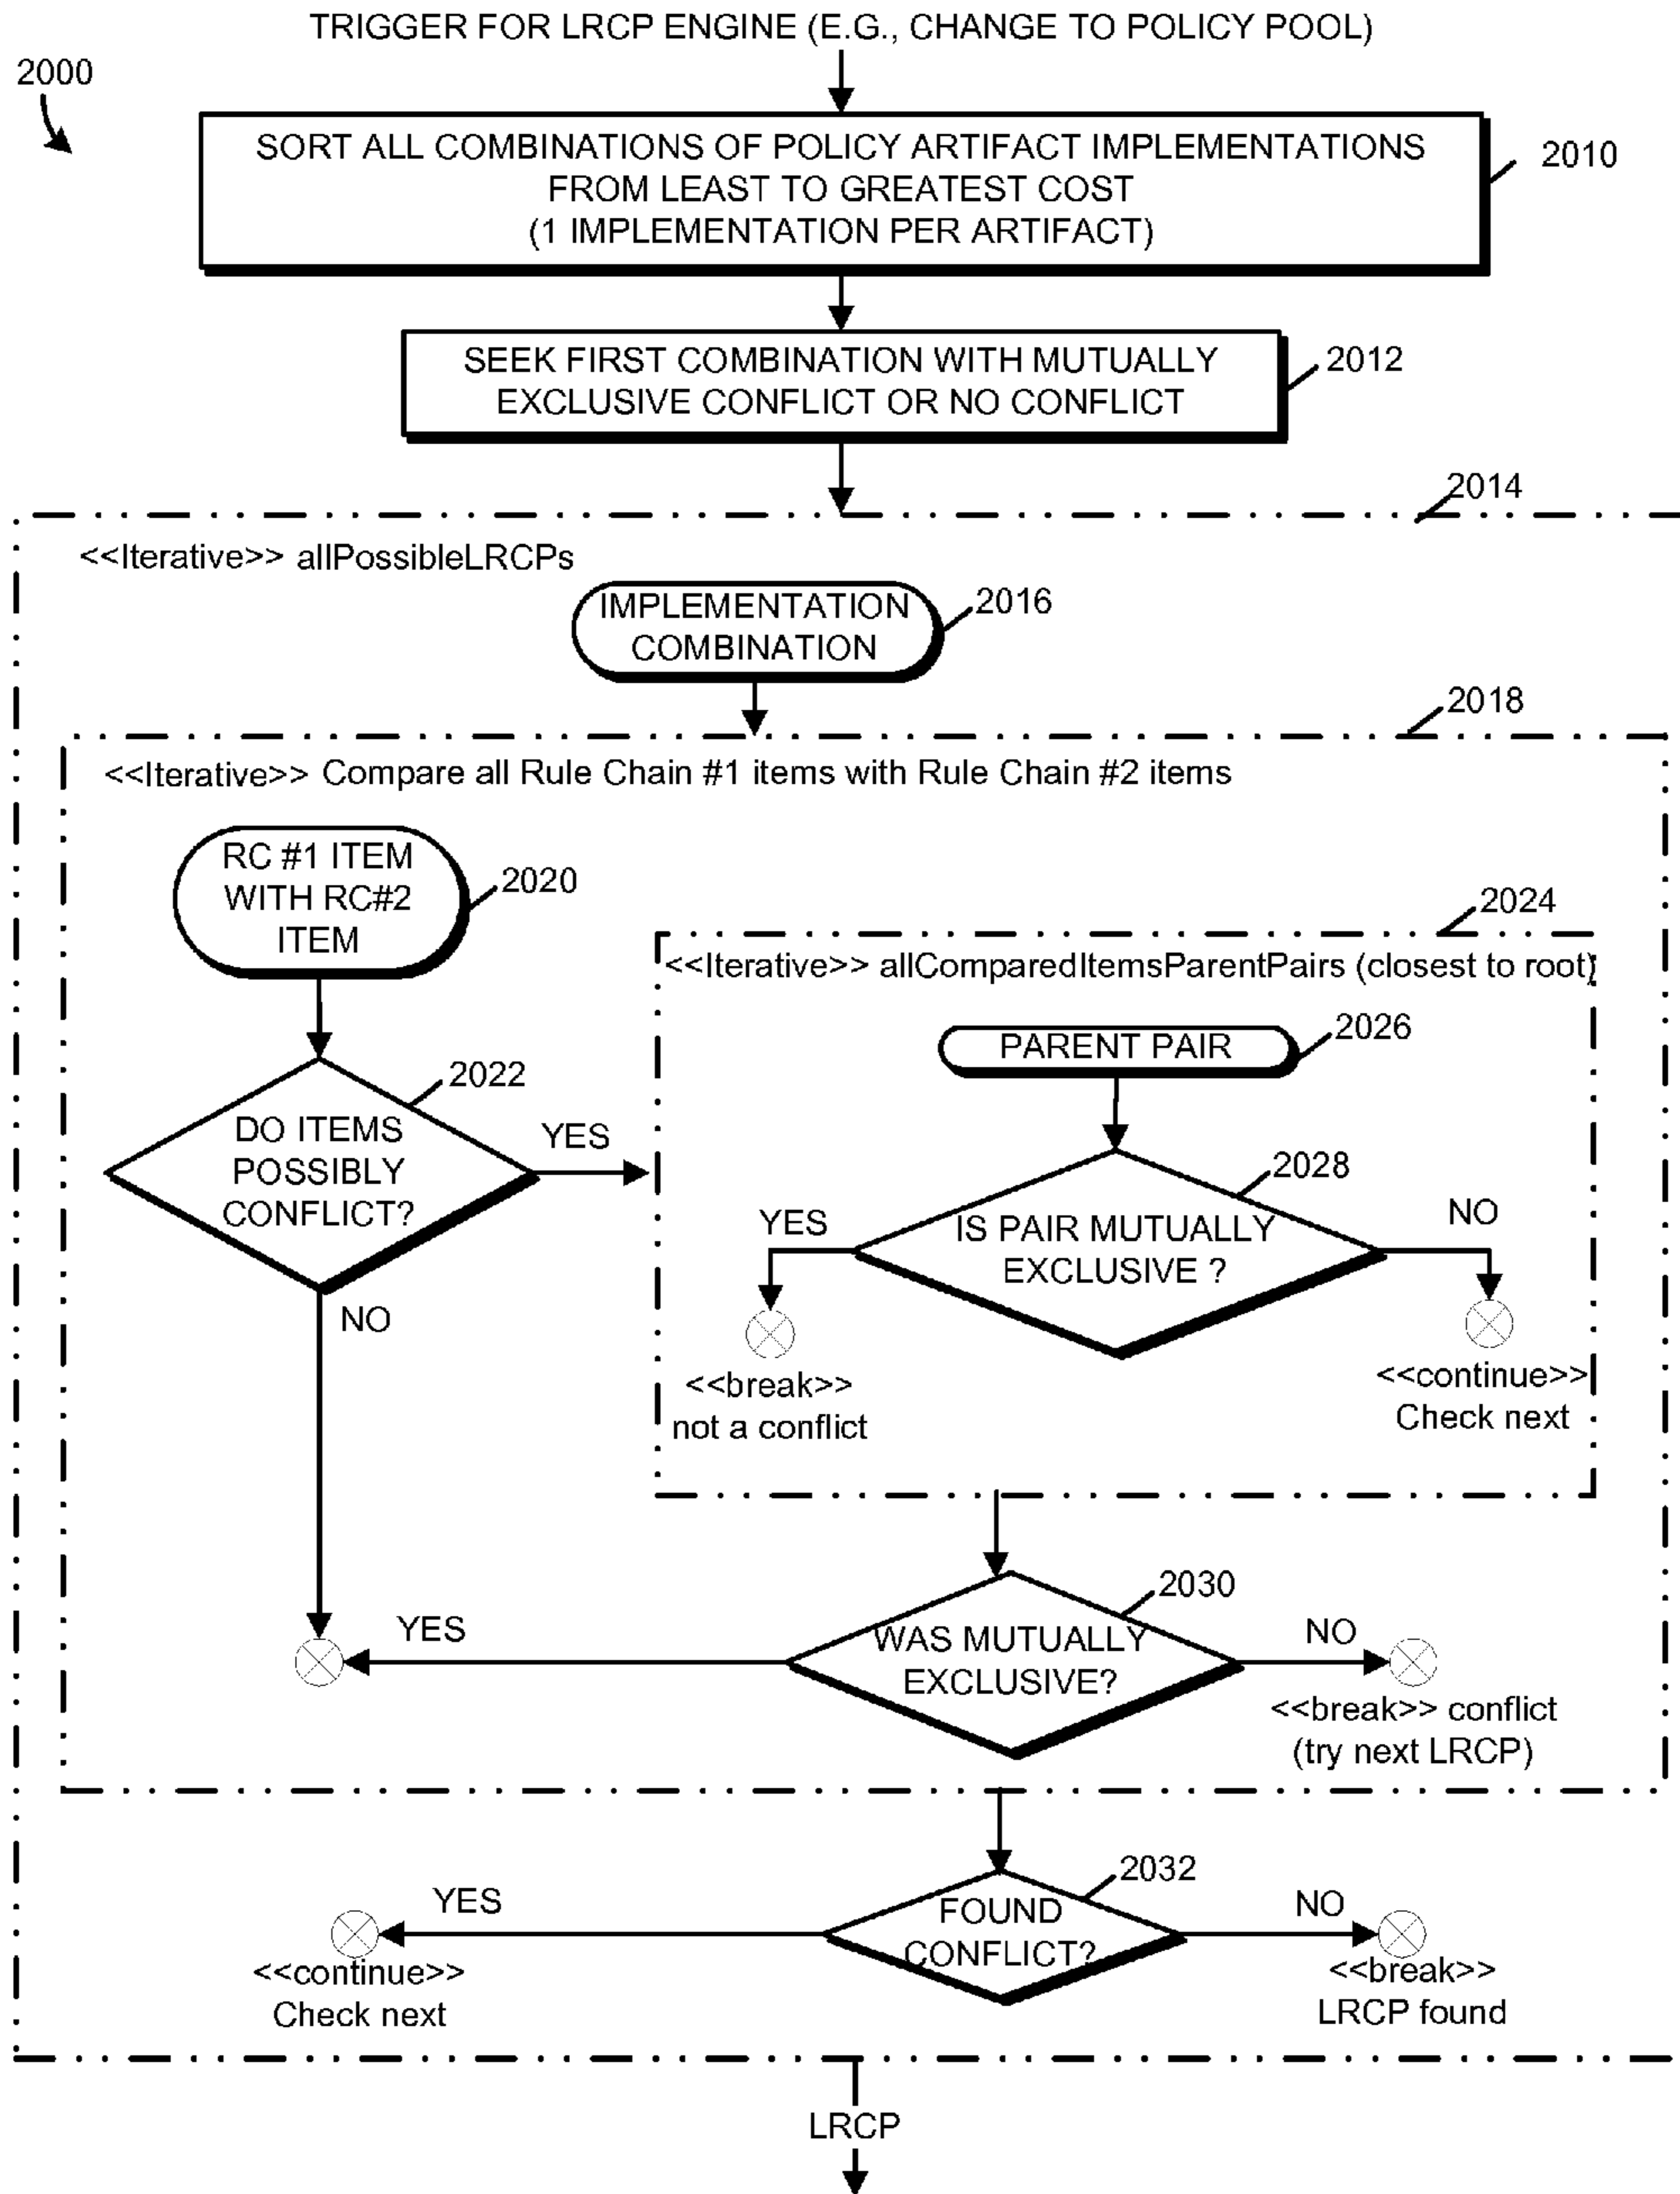 TRIGGER FOR LRCP ENGINE (E.G., CHANGE TO POLICY POOL)
2000
SORT ALL COMBINATIONS OF POLICY ARTIFACT IMPLEMENTATIONS
FROM LEAST TO GREATEST COST
(1 IMPLEMENTATION PER ARTIFACT)
2010
SEEK FIRST COMBINATION WITH MUTUALLY
EXCLUSIVE CONFLICT OR NO CONFLICT
2012
2014
<<Iterative>> allPossibleLRCPs
IMPLEMENTATION
COMBINATION
2016
2018
<<Iterative>> Compare all Rule Chain #1 items with Rule Chain #2 items
RC #1 ITEM
WITH RC#2
ITEM
2020
2024
<<Iterative>> allComparedItemsParentPairs (closest to root)
PARENT PAIR
2026
2022
DO ITEMS
POSSIBLY
CONFLICT?
YES
NO
2028
IS PAIR MUTUALLY
EXCLUSIVE ?
YES
NO
<<break>>
not a conflict
<<continue>>
Check next
2030
WAS MUTUALLY
EXCLUSIVE?
YES
NO
<<break>> conflict
(try next LRCP)
2032
FOUND
CONFLICT?
YES
NO
<<continue>>
Check next
<<break>>
LRCP found
LRCP